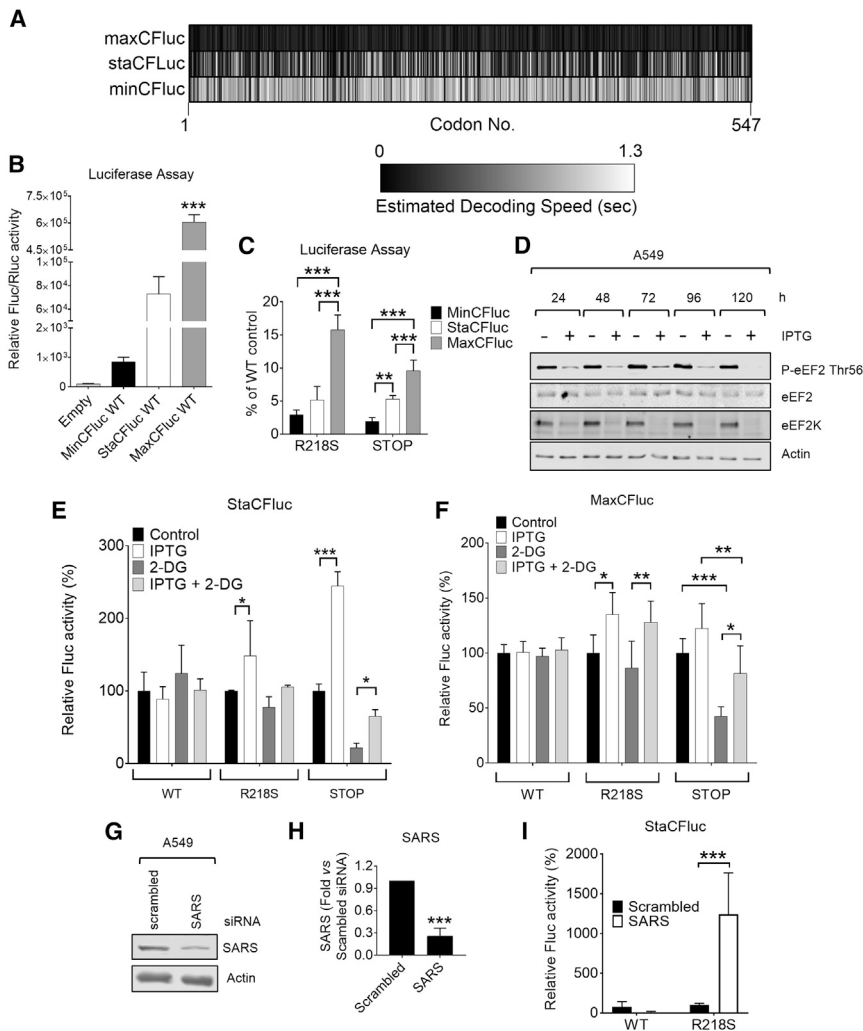 A
maxCFluc
staCFLuc
minCFluc
1 Codon No. 547
0 1.3
Estimated Decoding Speed (sec)
B
Luciferase Assay
Relative Fluc/Rluc activity
7.5×10⁵
6×10⁵
4.5×10⁵
1×10⁵
8×10⁴
6×10⁴
2×10³
1×10³
0
***
Empty
MinCFluc WT
StaCFluc WT
MaxCFluc WT
C
Luciferase Assay
% of WT control
20
15
10
5
0
*** *** *** *** **
MinCFluc
StaCFluc
MaxCFluc
R218S STOP
D
A549
24 48 72 96 120 h
– + – + – + – + – + IPTG
P-eEF2 Thr56
eEF2
eEF2K
Actin
E
StaCFluc
Relative Fluc activity (%)
Control
IPTG
2-DG
IPTG + 2-DG
300
200
100
0
* *** *
WT R218S STOP
F
MaxCFluc
Relative Fluc activity (%)
Control
IPTG
2-DG
IPTG + 2-DG
200
150
100
50
0
* ** *** ** *
WT R218S STOP
G
A549
scrambled
SARS
siRNA
SARS
Actin
H
SARS
SARS (Fold vs
Scambled siRNA)
1.2
0.9
0.6
0.3
0.0
***
Scrambled
SARS
I
StaCFluc
Relative Fluc activity (%)
2000
1500
1000
500
0
Scrambled
SARS
***
WT R218S